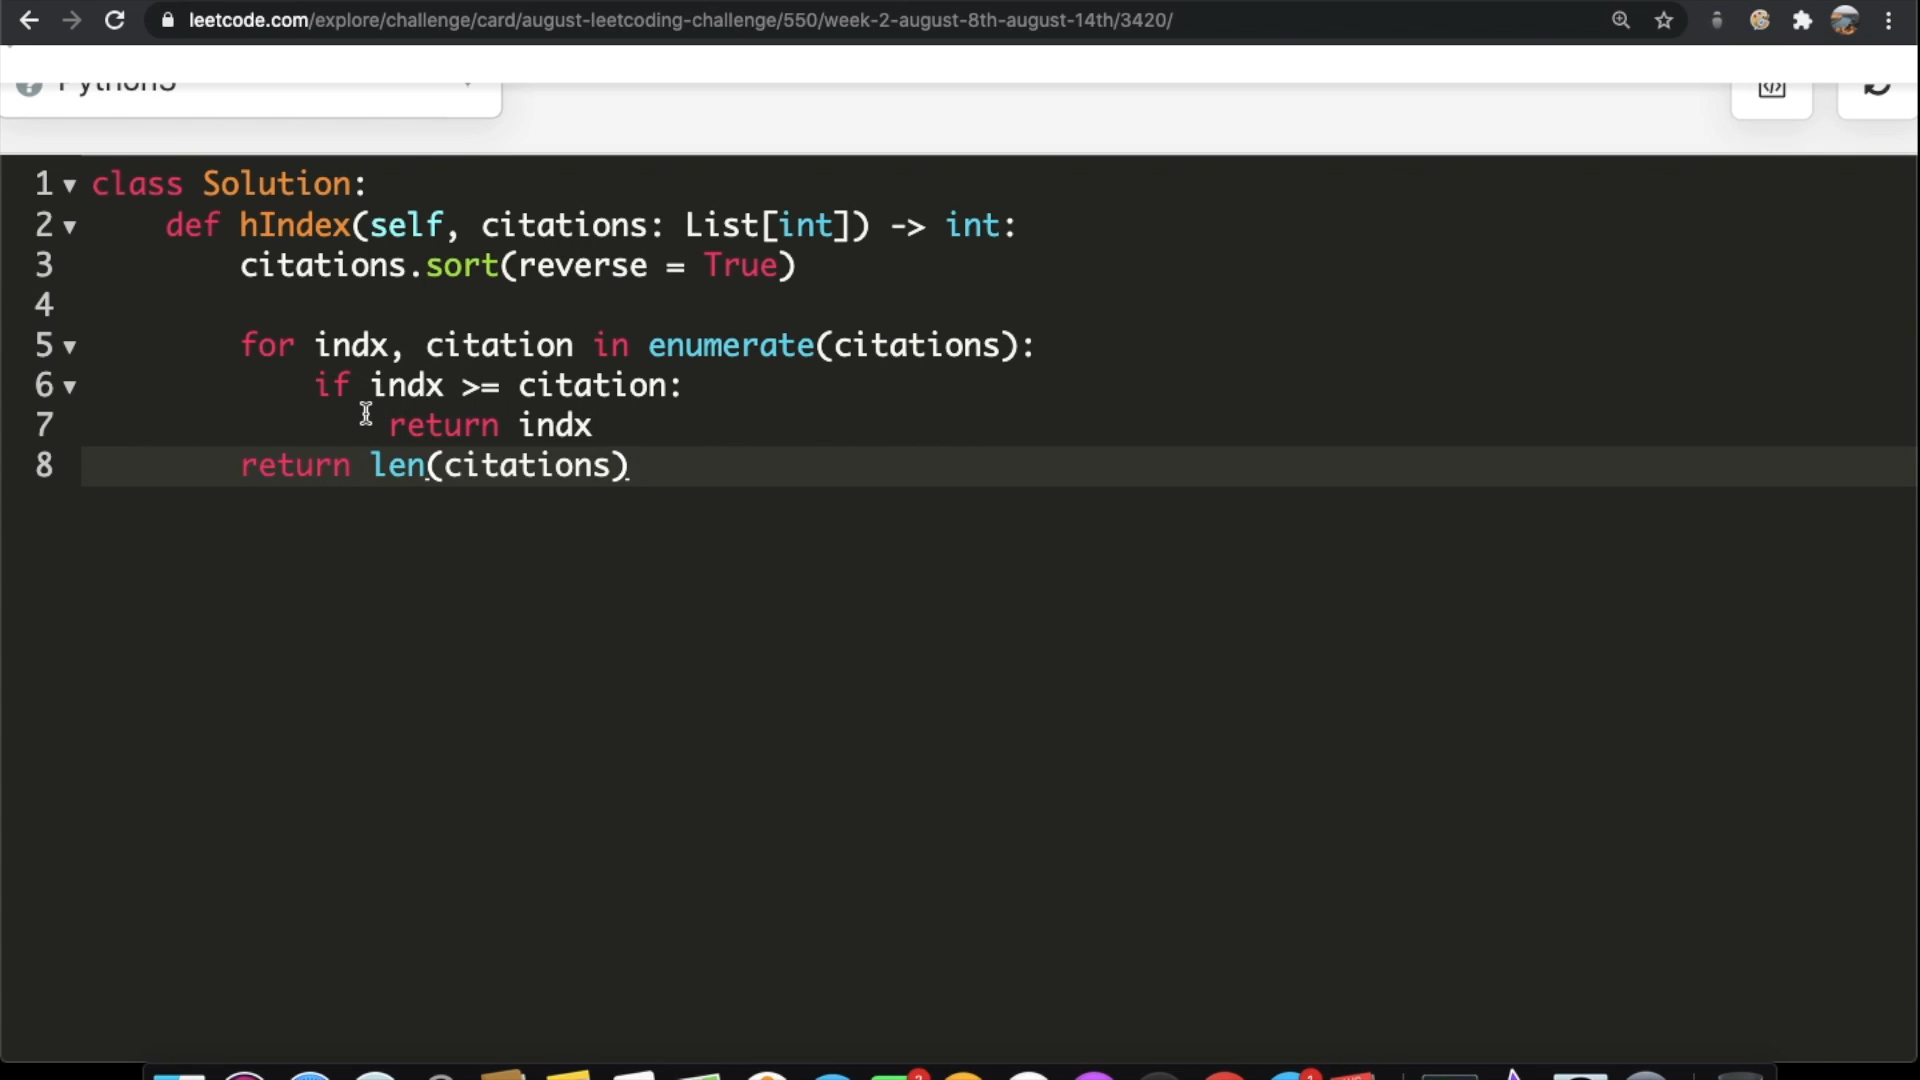 leetcode.com/explore/challenge/card/august-leetcoding-challenge/550/week-2-august-8th-august-14th/3420/
Python3
1 class Solution:
2     def hIndex(self, citations: List[int]) -> int:
3         citations.sort(reverse = True)
4
5         for indx, citation in enumerate(citations):
6             if indx >= citation:
7                 return indx
8         return len(citations)